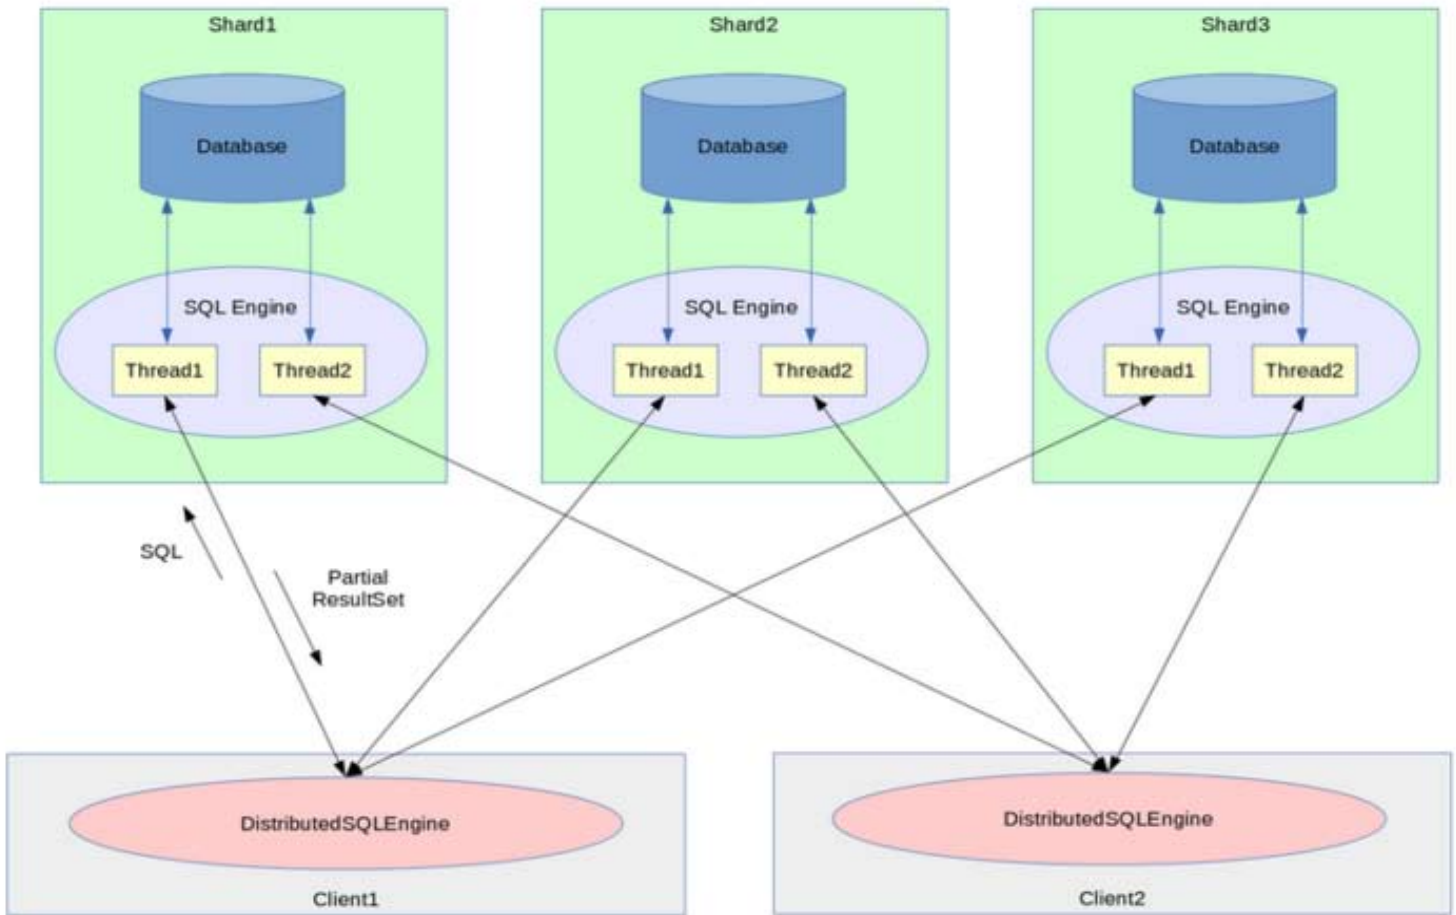 Shard1
Shard2
Shard3
Database
Database
Database
SQL Engine
SQL Engine
SQL Engine
Thread1
Thread2
Thread1
Thread2
Thread1
Thread2
SQL
Partial
ResultSet
DistributedSQLEngine
DistributedSQLEngine
Client1
Client2